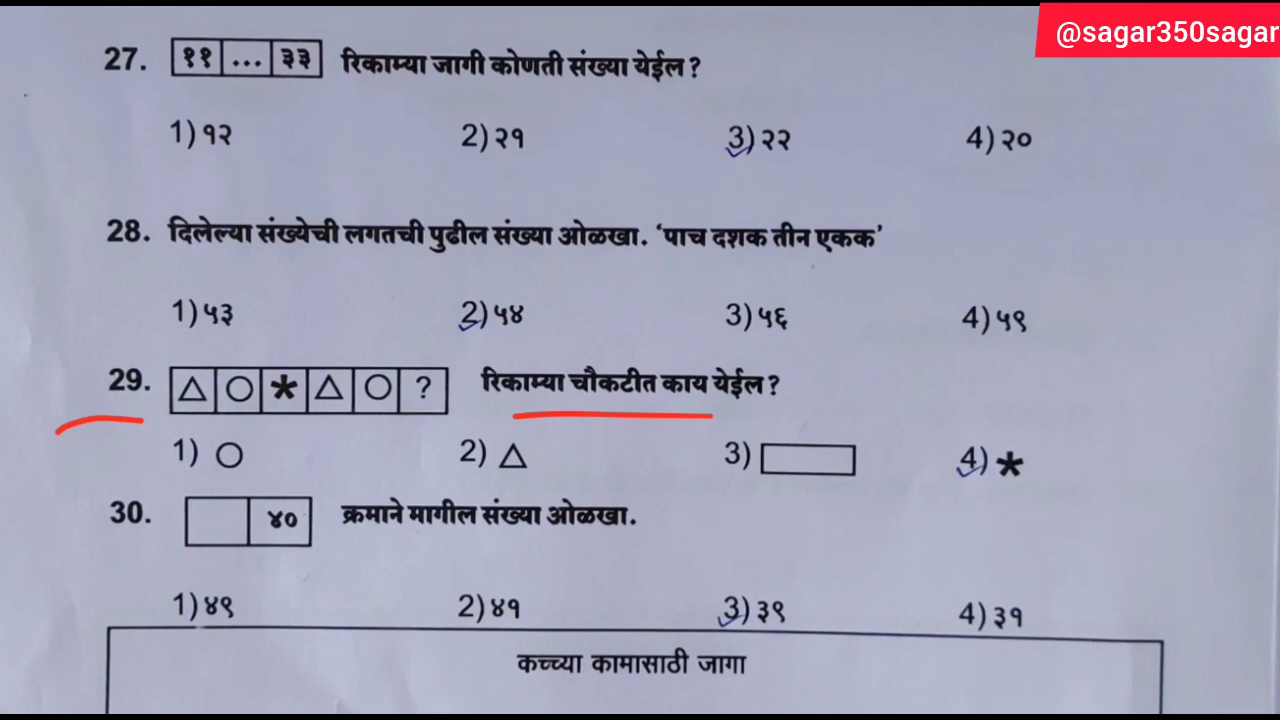 @sagar350sagar
27. ११ ... ३३ रिकाम्या जागी कोणती संख्या येईल?
1) १२ 2) २१ 3) २२ 4) २०
28. दिलेल्या संख्येची लगतची पुढील संख्या ओळखा. 'पाच दशक तीन एकक'
1) ५३ 2) ५४ 3) ५६ 4) ५९
29. △ ○ * △ ○ ? रिकाम्या चौकटीत काय येईल?
1) ○ 2) △ 3) ▭ 4) *
30. ४० क्रमाने मागील संख्या ओळखा.
1) ४९ 2) ४१ 3) ३९ 4) ३१
कच्च्या कामासाठी जागा